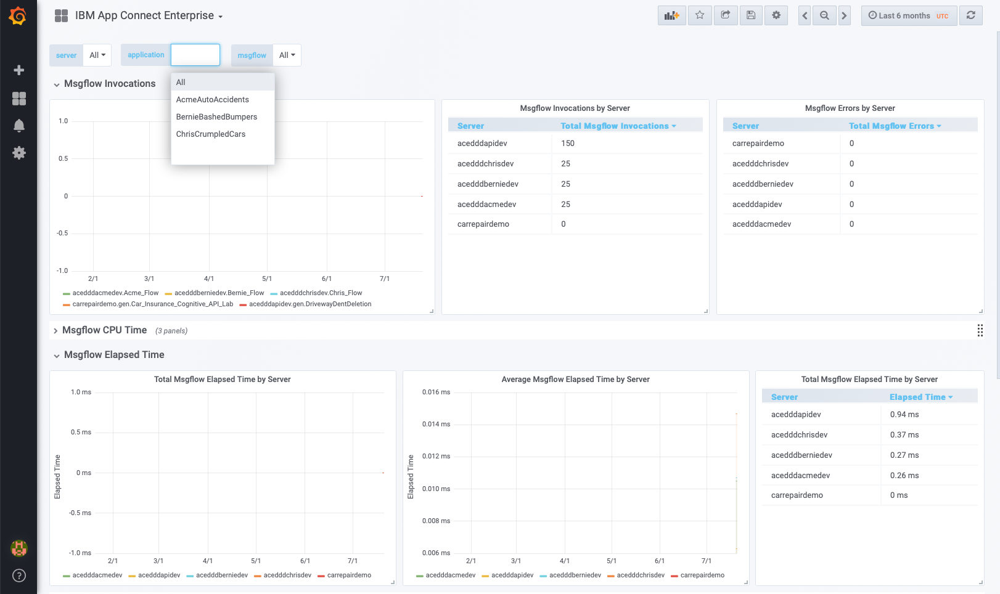 IBM App Connect Enterprise
Last 6 months UTC
server All application msgflow All
All
AcmeAutoAccidents
BernieBashedBumpers
ChrisCrumpledCars
Msgflow Invocations
1.0
0.5
0
-0.5
-1.0
2/1 3/1 4/1 5/1 6/1 7/1
acedddacmedev.Acme_Flow acedddberniedev.Bernie_Flow acedddchrisdev.Chris_Flow
carrepairdemo.gen.Car_Insurance_Cognitive_API_Lab acedddapidev.gen.DrivewayDentDeletion
Msgflow Invocations by Server
Server Total Msgflow Invocations
acedddapidev 150
acedddchrisdev 25
acedddberniedev 25
acedddacmedev 25
carrepairdemo 0
Msgflow Errors by Server
Server Total Msgflow Errors
carrepairdemo 0
acedddchrisdev 0
acedddberniedev 0
acedddapidev 0
acedddacmedev 0
Msgflow CPU Time (3 panels)
Msgflow Elapsed Time
Total Msgflow Elapsed Time by Server
Elapsed Time
1.0 ms
0.5 ms
0 ms
-0.5 ms
-1.0 ms
2/1 3/1 4/1 5/1 6/1 7/1
acedddacmedev acedddapidev acedddberniedev acedddchrisdev carrepairdemo
Average Msgflow Elapsed Time by Server
Elapsed Time
0.016 ms
0.014 ms
0.012 ms
0.010 ms
0.008 ms
0.006 ms
2/1 3/1 4/1 5/1 6/1 7/1
acedddacmedev acedddapidev acedddberniedev acedddchrisdev carrepairdemo
Total Msgflow Elapsed Time by Server
Server Elapsed Time
acedddapidev 0.94 ms
acedddchrisdev 0.37 ms
acedddberniedev 0.27 ms
acedddacmedev 0.26 ms
carrepairdemo 0 ms